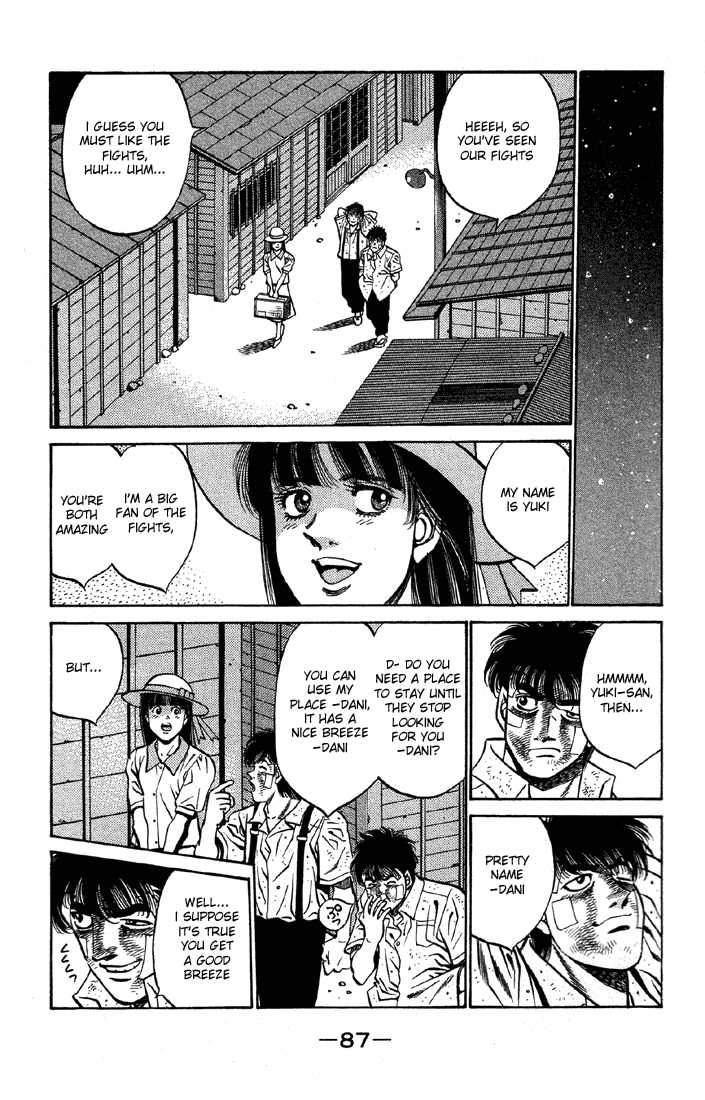 HEEEH, SO
YOU'VE SEEN
OUR FIGHTS
I GUESS YOU
MUST LIKE THE
FIGHTS,
HUH... UHM...
MY NAME
IS YUKI
I'M A BIG
FAN OF THE
FIGHTS,
YOU'RE
BOTH
AMAZING
HMMMM,
YUKI-SAN,
THEN...
PRETTY
NAME
-DANI
D- DO YOU
NEED A PLACE
TO STAY UNTIL
THEY STOP
LOOKING
FOR YOU
-DANI?
YOU CAN
USE MY
PLACE -DANI,
IT HAS A
NICE BREEZE
-DANI
BUT...
WELL...
I SUPPOSE
IT'S TRUE
YOU GET
A GOOD
BREEZE
—87—